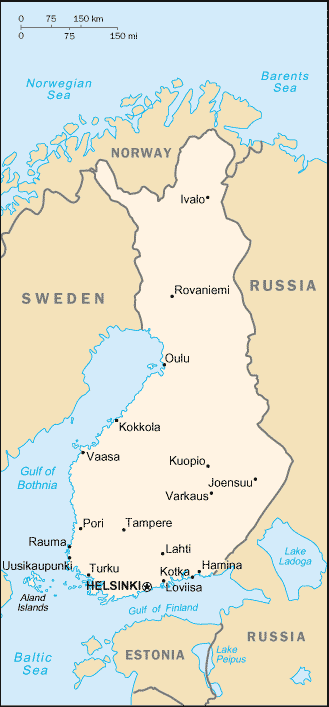 0 75 150 km
0 75 150 mi
Norwegian
Sea
Barents
Sea
NORWAY
Ivalo
RUSSIA
SWEDEN
Rovaniemi
Oulu
Kokkola
Vaasa
Gulf of
Bothnia
Kuopio
Joensuu
Varkaus
Pori
Tampere
Rauma
Lahti
Lake
Ladoga
Uusikaupunki
Turku
Kotka
Hamina
HELSINKI
Loviisa
Aland
Islands
Gulf of Finland
Baltic
Sea
ESTONIA
Lake
Peipus
RUSSIA